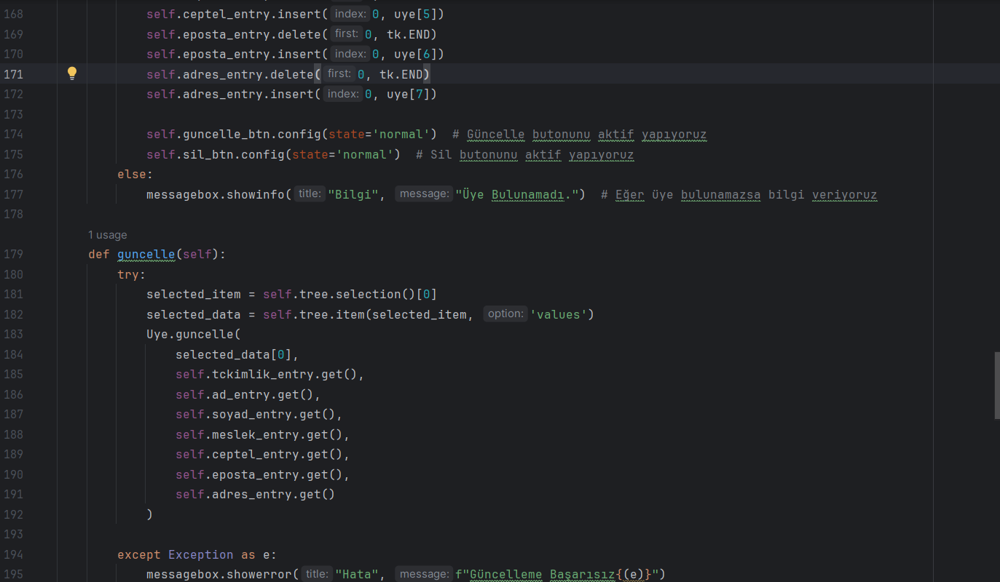 168 self.ceptel_entry.insert( index: 0, uye[5])
169 self.eposta_entry.delete( first: 0, tk.END)
170 self.eposta_entry.insert( index: 0, uye[6])
171 self.adres_entry.delete( first: 0, tk.END)
172 self.adres_entry.insert( index: 0, uye[7])
173
174 self.guncelle_btn.config(state='normal')  # Güncelle butonunu aktif yapıyoruz
175 self.sil_btn.config(state='normal')  # Sil butonunu aktif yapıyoruz
176 else:
177 messagebox.showinfo( title: "Bilgi",  message: "Üye Bulunamadı.")  # Eğer üye bulunamazsa bilgi veriyoruz
178
1 usage
179 def guncelle(self):
180 try:
181 selected_item = self.tree.selection()[0]
182 selected_data = self.tree.item(selected_item,  option: 'values')
183 Uye.guncelle(
184 selected_data[0],
185 self.tckimlik_entry.get(),
186 self.ad_entry.get(),
187 self.soyad_entry.get(),
188 self.meslek_entry.get(),
189 self.ceptel_entry.get(),
190 self.eposta_entry.get(),
191 self.adres_entry.get()
192 )
193
194 except Exception as e:
195 messagebox.showerror( title: "Hata",  message: f"Güncelleme Başarısız{(e)}")